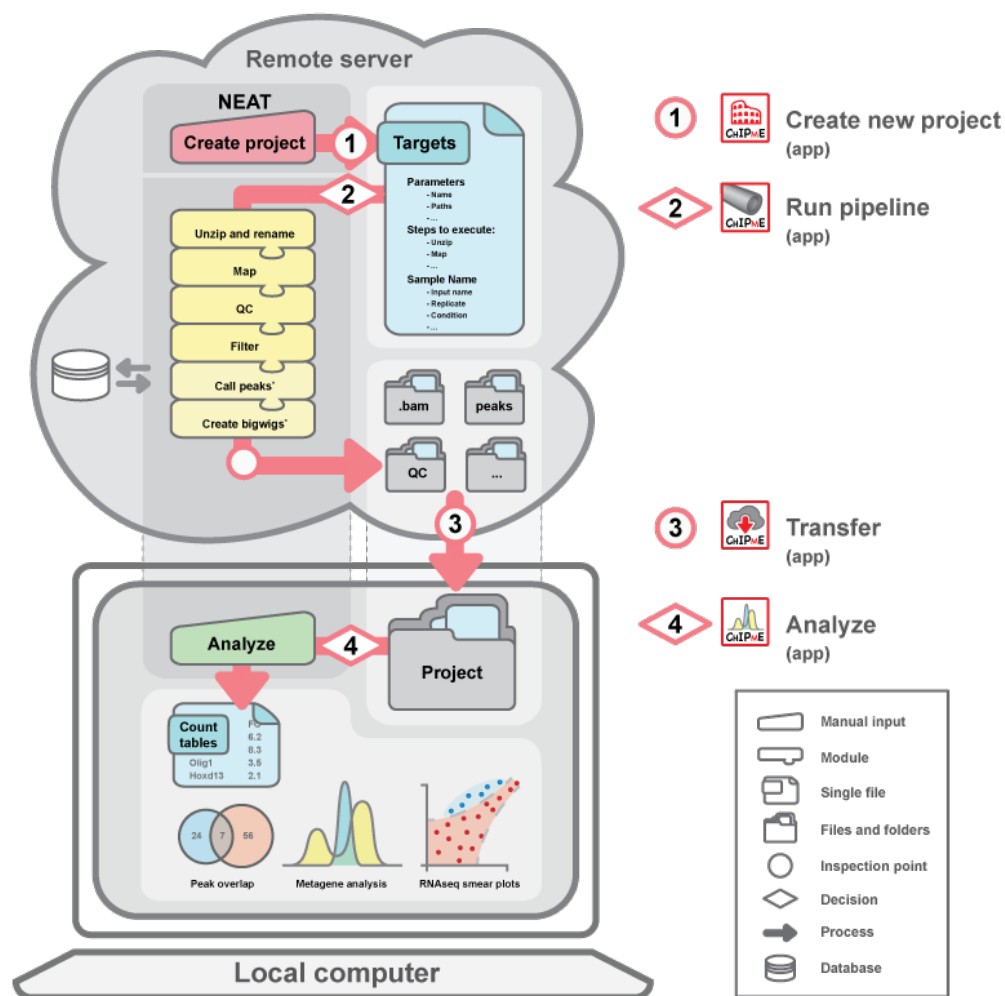 Remote server
NEAT
Create project
1
Targets
2
Parameters
- Name
- Paths
- ...
Steps to execute:
- Unzip
- Map
- ...
Sample Name
- Input name
- Replicate
- Condition
- ...
Unzip and rename
Map
QC
Filter
Call peaks*
Create bigwigs*
.bam
peaks
QC
...
3
Analyze
4
Project
Count
tables
FC
6.2
8.3
Olig1 3.5
Hoxd13 2.1
24 7 56
Peak overlap
Metagene analysis
RNAseq smear plots
Local computer
1
CHIPME
Create new project
(app)
2
CHIPME
Run pipeline
(app)
3
CHIPME
Transfer
(app)
4
CHIPME
Analyze
(app)
Manual input
Module
Single file
Files and folders
Inspection point
Decision
Process
Database